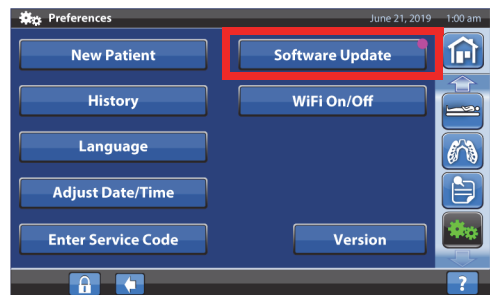 Preferences
June 21, 2019 1:00 am
New Patient
Software Update
History
WiFi On/Off
Language
Adjust Date/Time
Enter Service Code
Version
?